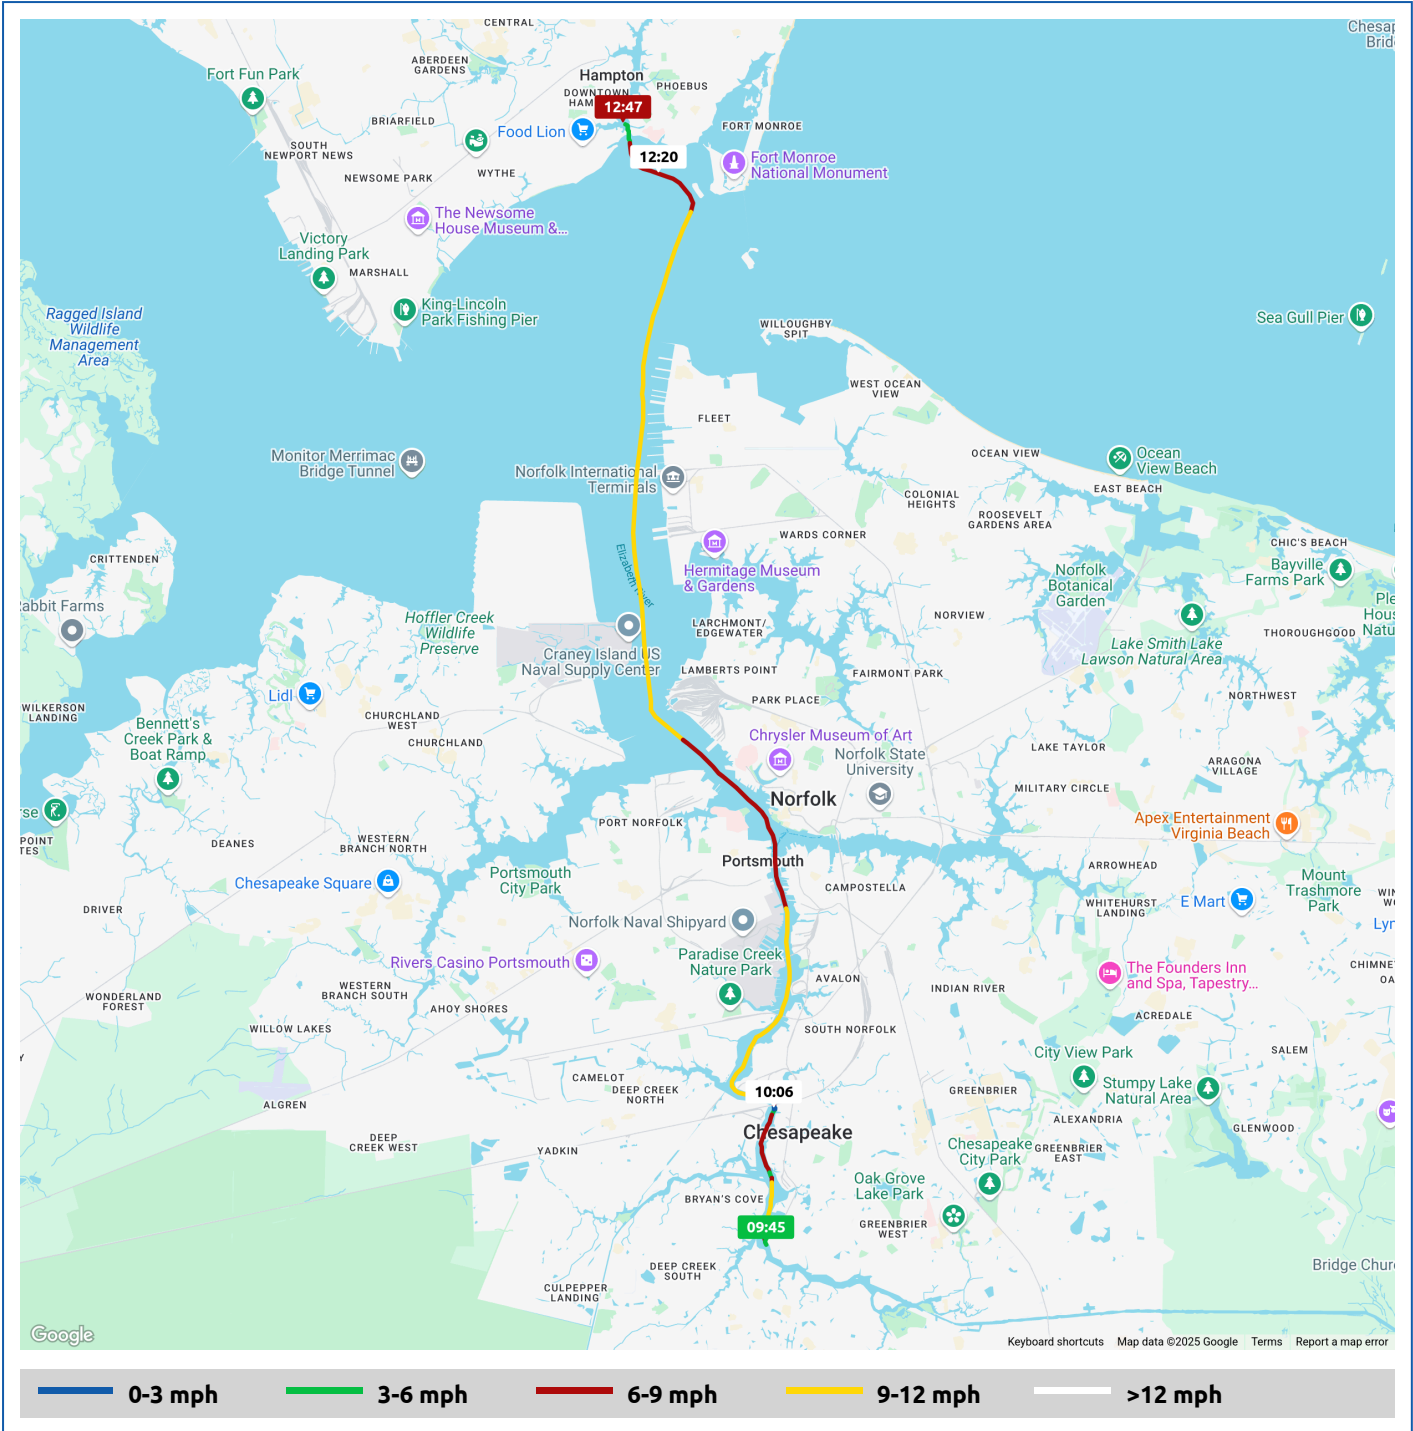 CENTRAL
Chesap
Brid
ABERDEEN
GARDENS
Fort Fun Park
Hampton
PHOEBUS
DOWNTOWN
HAM
12:47
BRIARFIELD
Food Lion
FORT MONROE
SOUTH
NEWPORT NEWS
12:20
Fort Monroe
National Monument
NEWSOME PARK
WYTHE
The Newsome
House Museum &...
Victory
Landing Park
MARSHALL
King-Lincoln
Park Fishing Pier
Ragged Island
Wildlife
Management
Area
Sea Gull Pier
WILLOUGHBY
SPIT
WEST OCEAN
VIEW
FLEET
Monitor Merrimac
Bridge Tunnel
Norfolk International
Terminals
OCEAN VIEW
Ocean
View Beach
EAST BEACH
COLONIAL
HEIGHTS
ROOSEVELT
GARDENS AREA
WARDS CORNER
CHIC'S BEACH
CRITTENDEN
Hermitage Museum
& Gardens
Norfolk
Botanical
Garden
Bayville
Farms Park
abbit Farms
Hoffler Creek
Wildlife
Preserve
Ple
Hous
Natu
NORVIEW
LARCHMONT/
EDGEWATER
THOROUGHGOOD
Lake Smith Lake
Lawson Natural Area
Craney Island US
Naval Supply Center
LAMBERTS POINT
FAIRMONT PARK
Lidl
PARK PLACE
NORTHWEST
WILKERSON
LANDING
Bennett's
Creek Park &
Boat Ramp
CHURCHLAND
WEST
CHURCHLAND
Chrysler Museum of Art
Norfolk State
University
LAKE TAYLOR
ARAGONA
VILLAGE
MILITARY CIRCLE
Norfolk
rse
POINT
TES
PORT NORFOLK
Apex Entertainment
Virginia Beach
DEANES
WESTERN
BRANCH NORTH
Portsmouth
ARROWHEAD
Portsmouth
City Park
Chesapeake Square
CAMPOSTELLA
Mount
Trashmore
Park
WHITEHURST
LANDING
E Mart
DRIVER
Norfolk Naval Shipyard
Lyn
Rivers Casino Portsmouth
Paradise Creek
Nature Park
The Founders Inn
and Spa, Tapestry...
CHIMNE
OA
AVALON
INDIAN RIVER
WONDERLAND
FOREST
WESTERN
BRANCH SOUTH
AHOY SHORES
ACREDALE
WILLOW LAKES
SOUTH NORFOLK
City View Park
SALEM
CAMELOT
DEEP CREEK
NORTH
10:06
GREENBRIER
Stumpy Lake
Natural Area
ALGREN
ALEXANDRIA
GLENWOOD
Chesapeake
DEEP
CREEK WEST
YADKIN
Chesapeake
City Park
GREENBRIER
EAST
Oak Grove
Lake Park
BRYAN'S COVE
09:45
GREENBRIER
WEST
DEEP CREEK
SOUTH
Bridge Churc
CULPEPPER
LANDING
Google
Keyboard shortcuts
Map data ©2025 Google
Terms
Report a map error
0-3 mph
3-6 mph
6-9 mph
9-12 mph
>12 mph